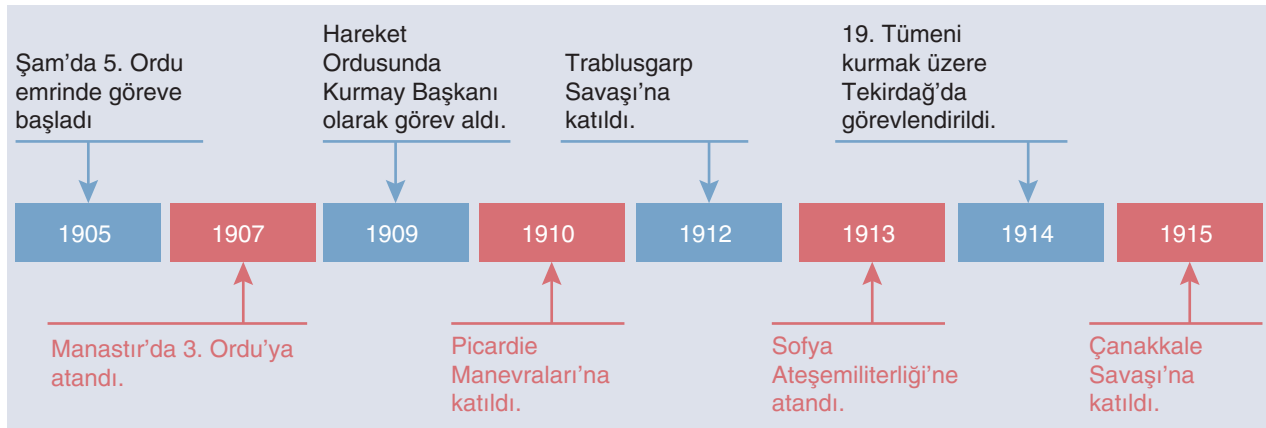 Şam’da 5. Ordu
emrinde göreve
başladı
Hareket
Ordusunda
Kurmay Başkanı
olarak görev aldı.
Trablusgarp
Savaşı’na
katıldı.
19. Tümeni
kurmak üzere
Tekirdağ’da
görevlendirildi.
1905
1907
1909
1910
1912
1913
1914
1915
Manastır’da 3. Ordu’ya
atandı.
Picardie
Manevraları’na
katıldı.
Sofya
Ateşemiliterliği’ne
atandı.
Çanakkale
Savaşı’na
katıldı.